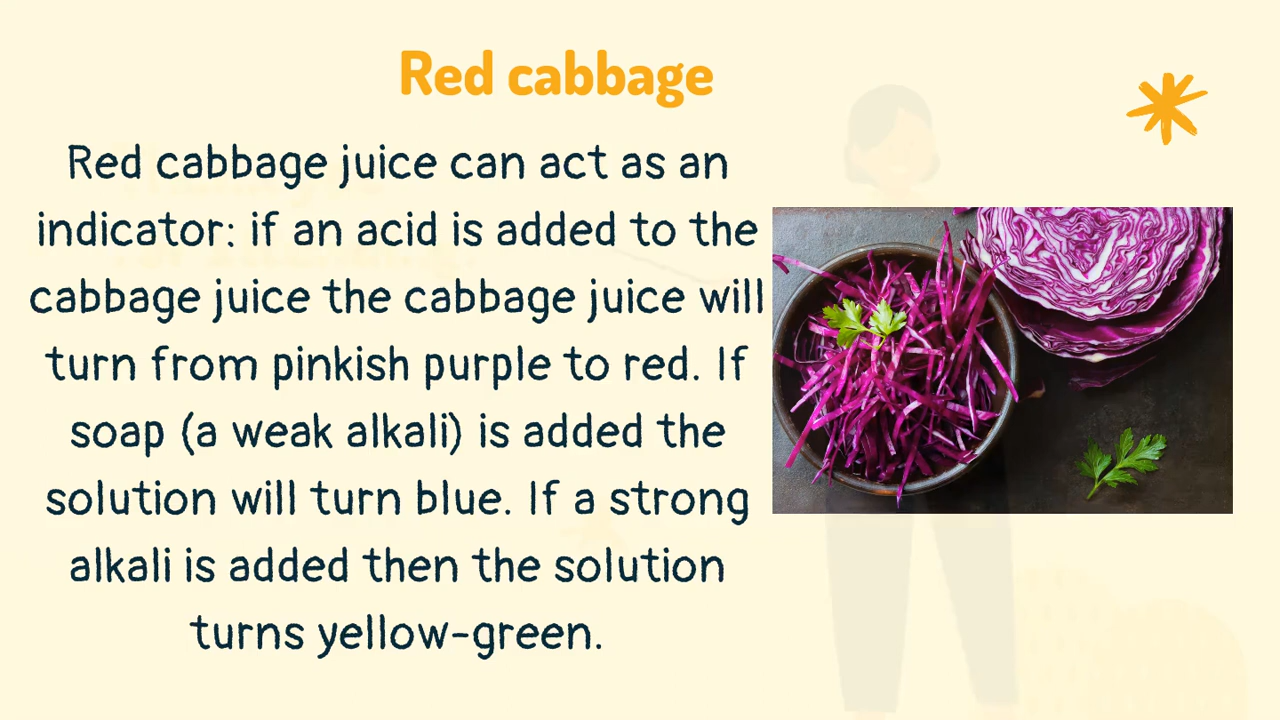 Red cabbage
Red cabbage juice can act as an
indicator: if an acid is added to the
cabbage juice the cabbage juice will
turn from pinkish purple to red. If
soap (a weak alkali) is added the
solution will turn blue. If a strong
alkali is added then the solution
turns yellow-green.